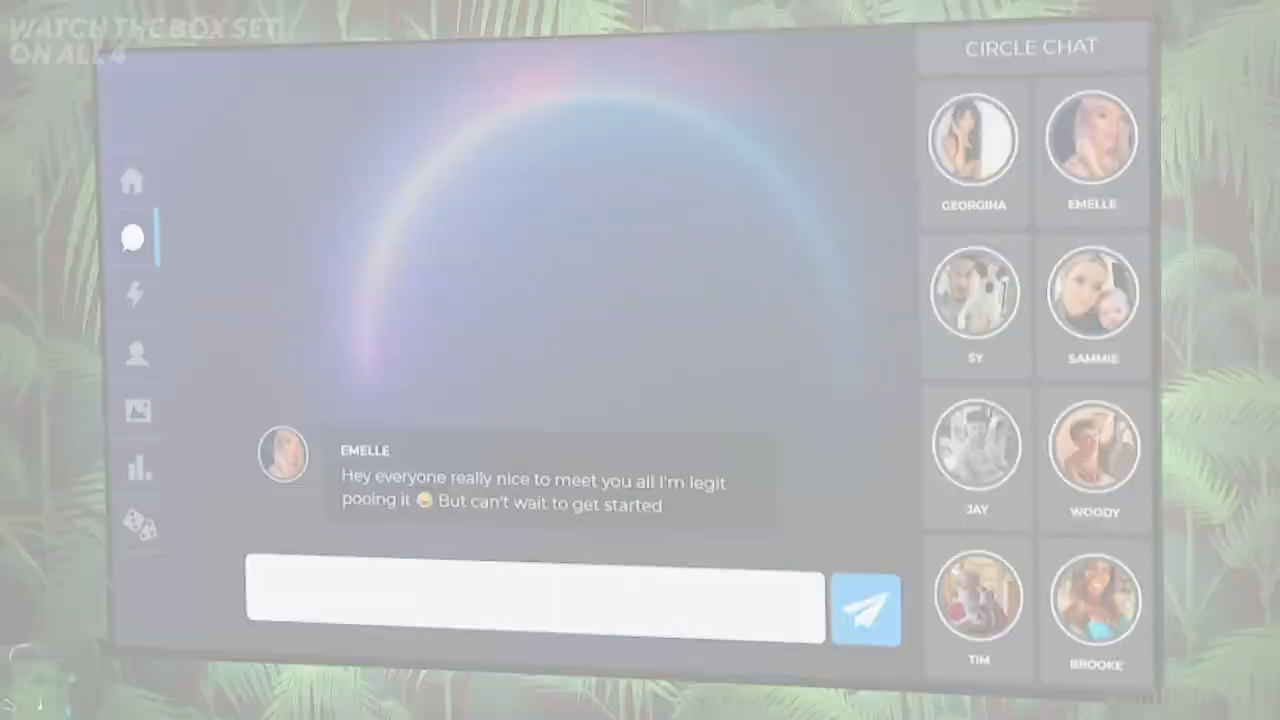 WATCH THE BOX SET
ON ALL 4
CIRCLE CHAT
GEORGINA
EMELLE
SY
SAMMIE
EMELLE
Hey everyone really nice to meet you all I'm legit
pooing it 😅 But can't wait to get started
JAY
WOODY
TIM
BROOKE